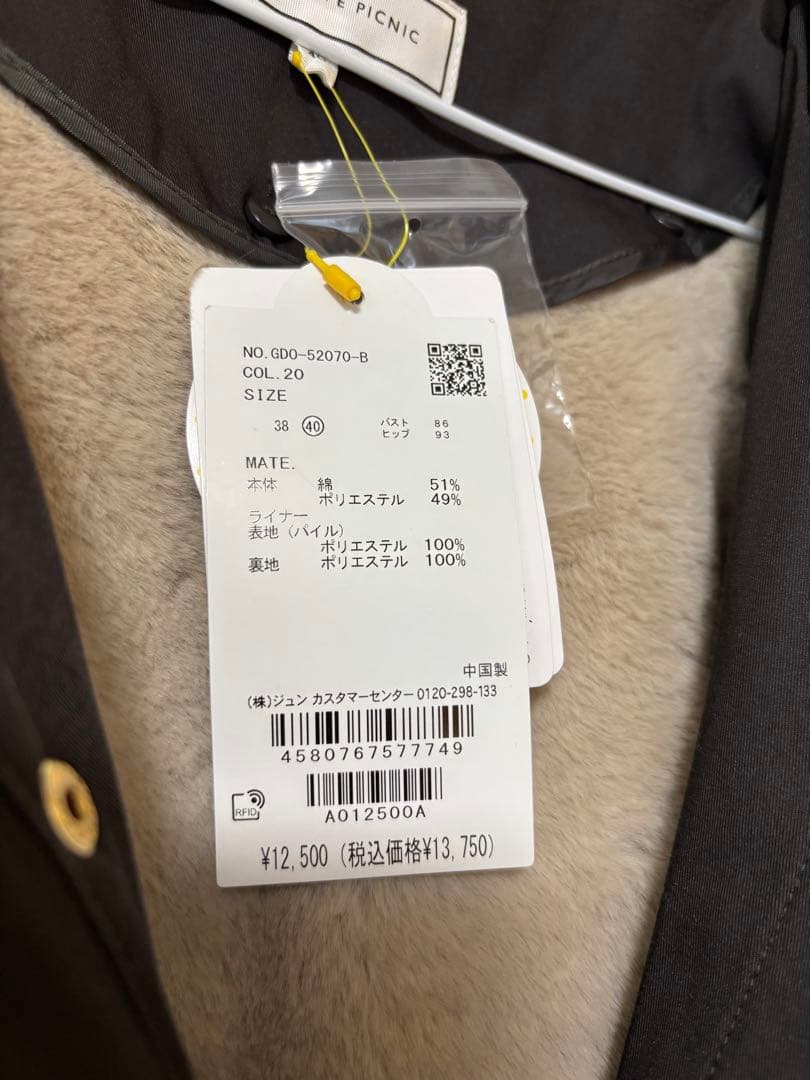 PICNIC
NO.GDO-52070-B
COL.20
SIZE
38 ㊵ バスト 86
ヒップ 93
MATE.
本体 綿 51%
ポリエステル 49%
ライナー
表地(パイル)
ポリエステル 100%
裏地 ポリエステル 100%
中国製
(株)ジュン カスタマーセンター 0120-298-133
4580767577749
RFID
A012500A
¥12,500 (税込価格¥13,750)